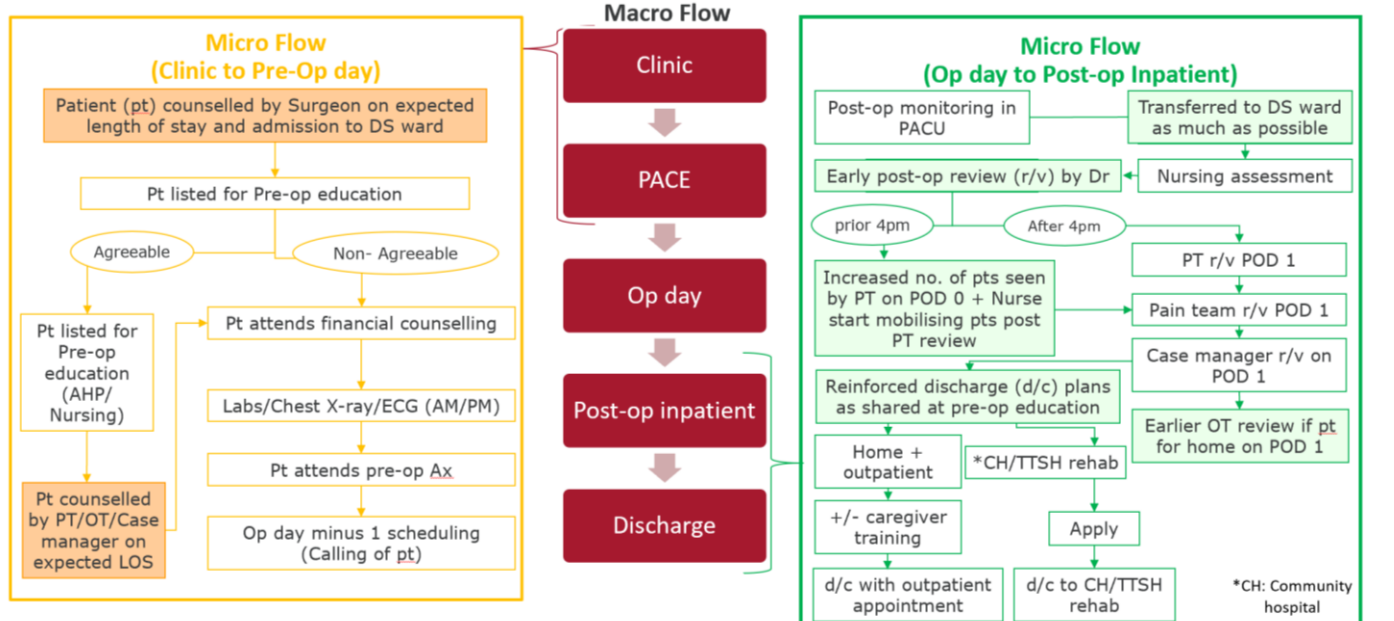 Macro Flow
Micro Flow
(Clinic to Pre-Op day)
Patient (pt) counselled by Surgeon on expected
length of stay and admission to DS ward
Pt listed for Pre-op education
Agreeable
Non- Agreeable
Pt listed for
Pre-op
education
(AHP/
Nursing)
Pt counselled
by PT/OT/Case
manager on
expected LOS
Pt attends financial counselling
Labs/Chest X-ray/ECG (AM/PM)
Pt attends pre-op Ax
Op day minus 1 scheduling
(Calling of pt)
Clinic
PACE
Op day
Post-op inpatient
Discharge
Micro Flow
(Op day to Post-op Inpatient)
Post-op monitoring in
PACU
Transferred to DS ward
as much as possible
Early post-op review (r/v) by Dr
Nursing assessment
prior 4pm
After 4pm
Increased no. of pts seen
by PT on POD 0 + Nurse
start mobilising pts post
PT review
PT r/v POD 1
Pain team r/v POD 1
Case manager r/v on
POD 1
Earlier OT review if pt
for home on POD 1
Reinforced discharge (d/c) plans
as shared at pre-op education
Home +
outpatient
*CH/TTSH rehab
+/- caregiver
training
Apply
d/c with outpatient
appointment
d/c to CH/TTSH
rehab
*CH: Community
hospital